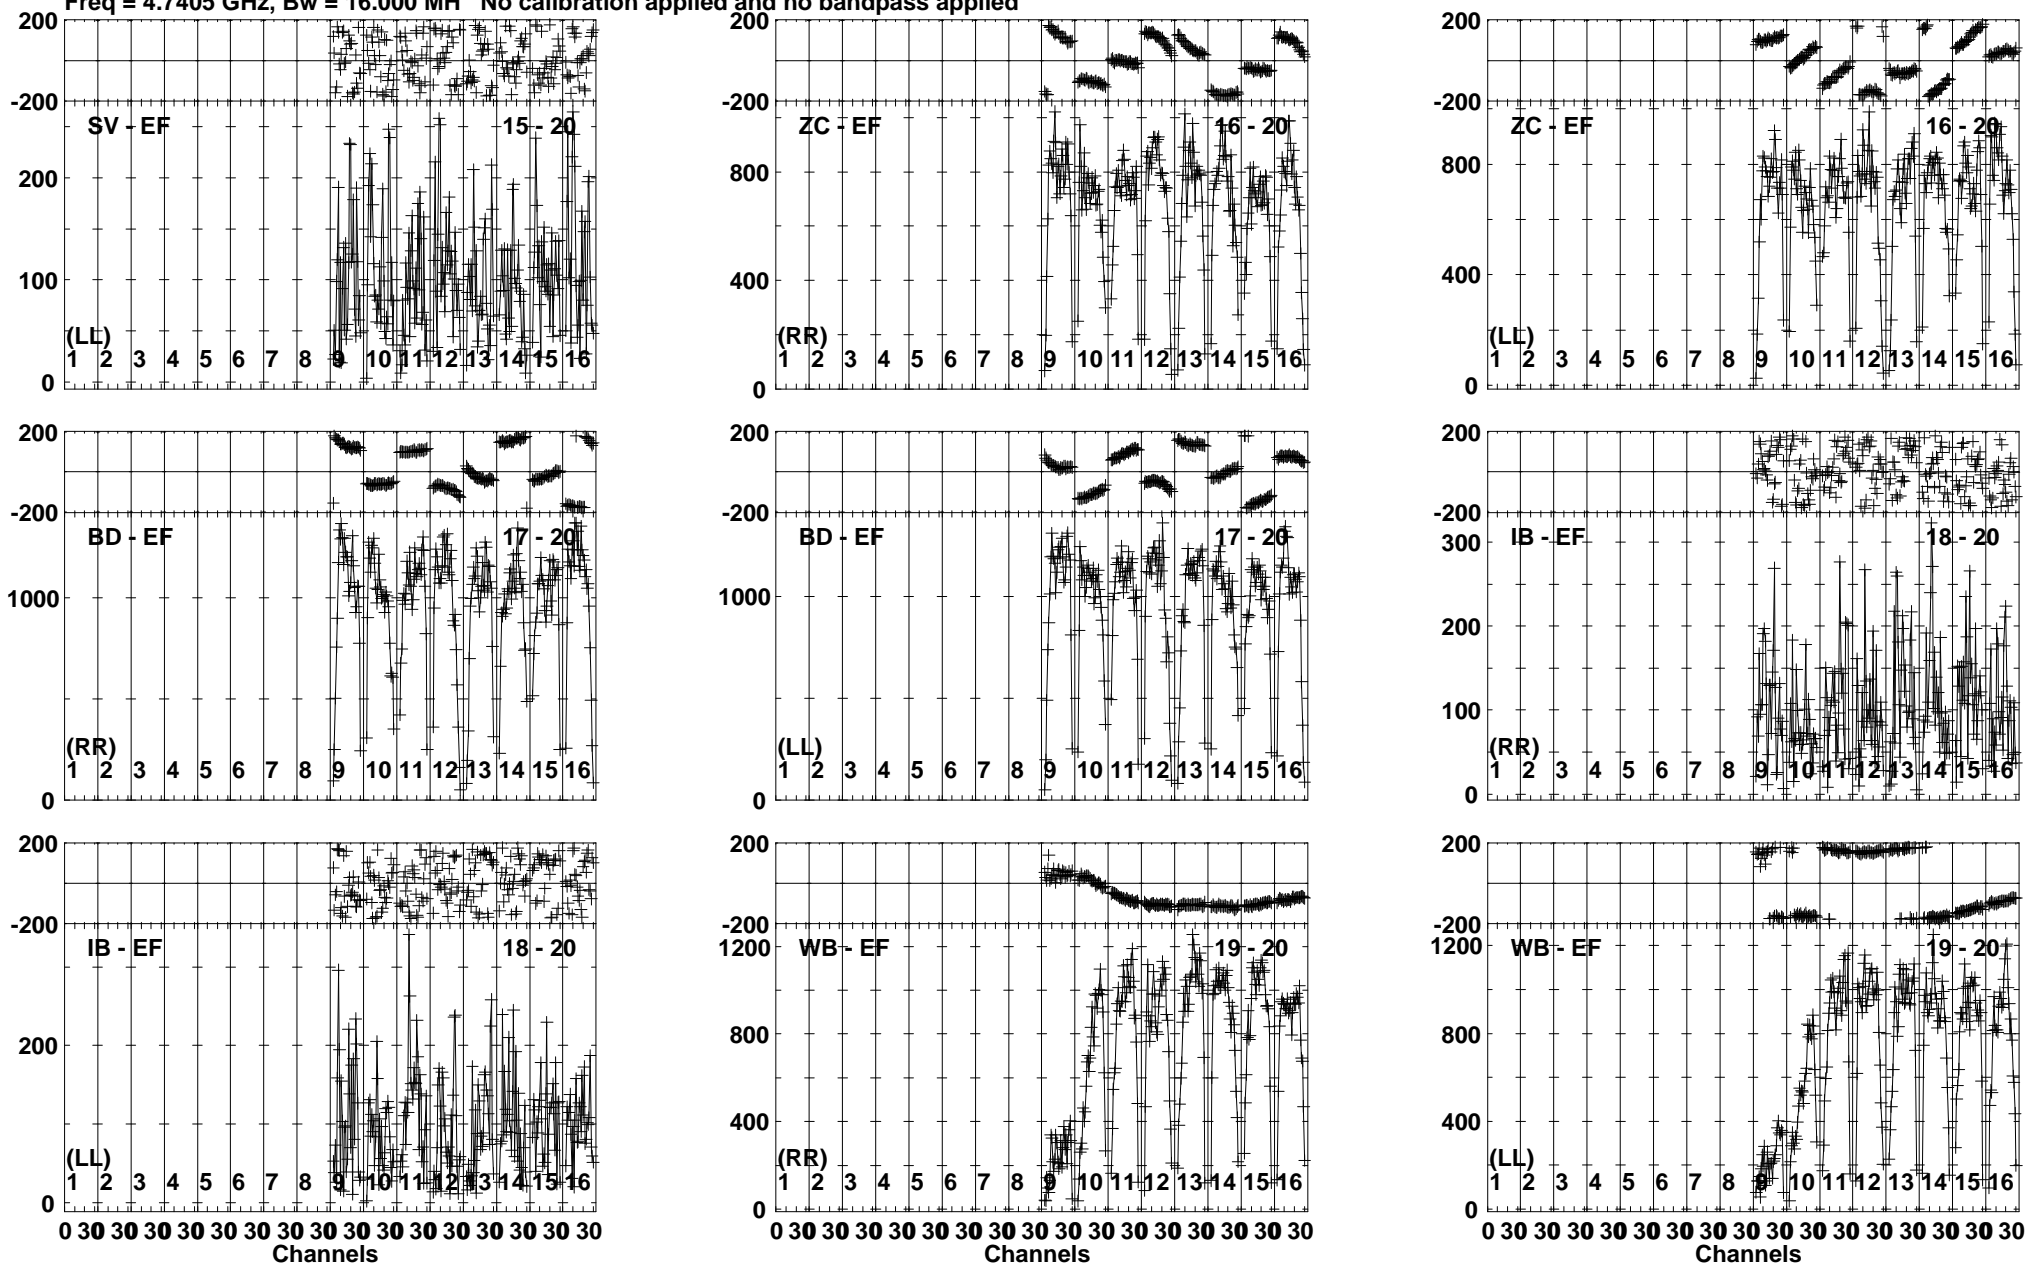 Freq = 4.7405 GHz, Bw = 16.000 MH No calibration applied and no bandpass applied
200 200 200
-200 -200 -200
SV - EF 15 - 20 ZC - EF 16 - 20 ZC - EF 16 - 20
200 800 800
100 400 400
(LL) (RR) (LL)
1 2 3 4 5 6 7 8 9 10 11 12 13 14 15 16 1 2 3 4 5 6 7 8 9 10 11 12 13 14 15 16 1 2 3 4 5 6 7 8 9 10 11 12 13 14 15 16
0 0 0
200 200 200
-200 -200 -200
BD - EF 17 - 20 BD - EF 17 - 20 IB - EF 18 - 20
300
1000 1000 200
100
(RR) (LL) (RR)
1 2 3 4 5 6 7 8 9 10 11 12 13 14 15 16 1 2 3 4 5 6 7 8 9 10 11 12 13 14 15 16 1 2 3 4 5 6 7 8 9 10 11 12 13 14 15 16
0 0 0
200 200 200
-200 -200 -200
IB - EF 18 - 20 WB - EF 19 - 20 WB - EF 19 - 20
1200 1200
200 800 800
400 400
(LL) (RR) (LL)
1 2 3 4 5 6 7 8 9 10 11 12 13 14 15 16 1 2 3 4 5 6 7 8 9 10 11 12 13 14 15 16 1 2 3 4 5 6 7 8 9 10 11 12 13 14 15 16
0 0 0
0 30 30 30 30 30 30 30 30 30 30 30 30 30 30 30 30 0 30 30 30 30 30 30 30 30 30 30 30 30 30 30 30 30 0 30 30 30 30 30 30 30 30 30 30 30 30 30 30 30 30
Channels Channels Channels